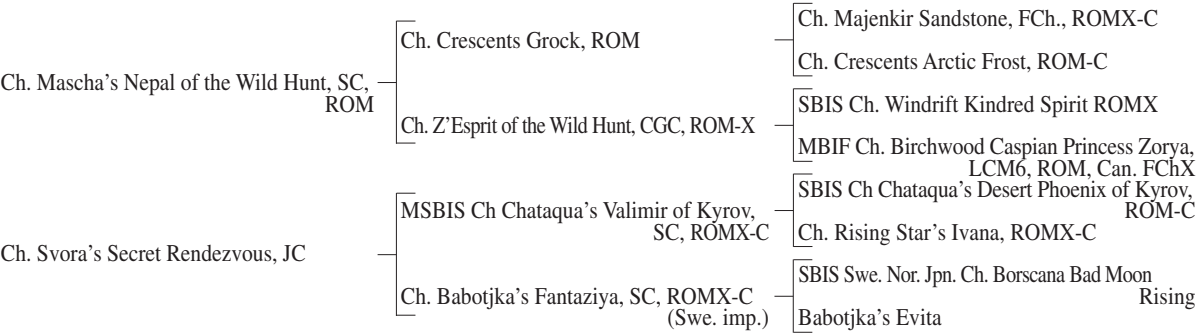 Ch. Mascha's Nepal of the Wild Hunt, SC,
ROM
Ch. Crescents Grock, ROM
Ch. Majenkir Sandstone, FCh., ROMX-C
Ch. Crescents Arctic Frost, ROM-C
Ch. Z'Esprit of the Wild Hunt, CGC, ROM-X
SBIS Ch. Windrift Kindred Spirit ROMX
MBIF Ch. Birchwood Caspian Princess Zorya,
LCM6, ROM, Can. FChX
Ch. Svora's Secret Rendezvous, JC
MSBIS Ch Chataqua's Valimir of Kyrov,
SC, ROMX-C
SBIS Ch Chataqua's Desert Phoenix of Kyrov,
ROM-C
Ch. Rising Star's Ivana, ROMX-C
Ch. Babotjka's Fantaziya, SC, ROMX-C
(Swe. imp.)
SBIS Swe. Nor. Jpn. Ch. Borscana Bad Moon
Rising
Babotjka's Evita